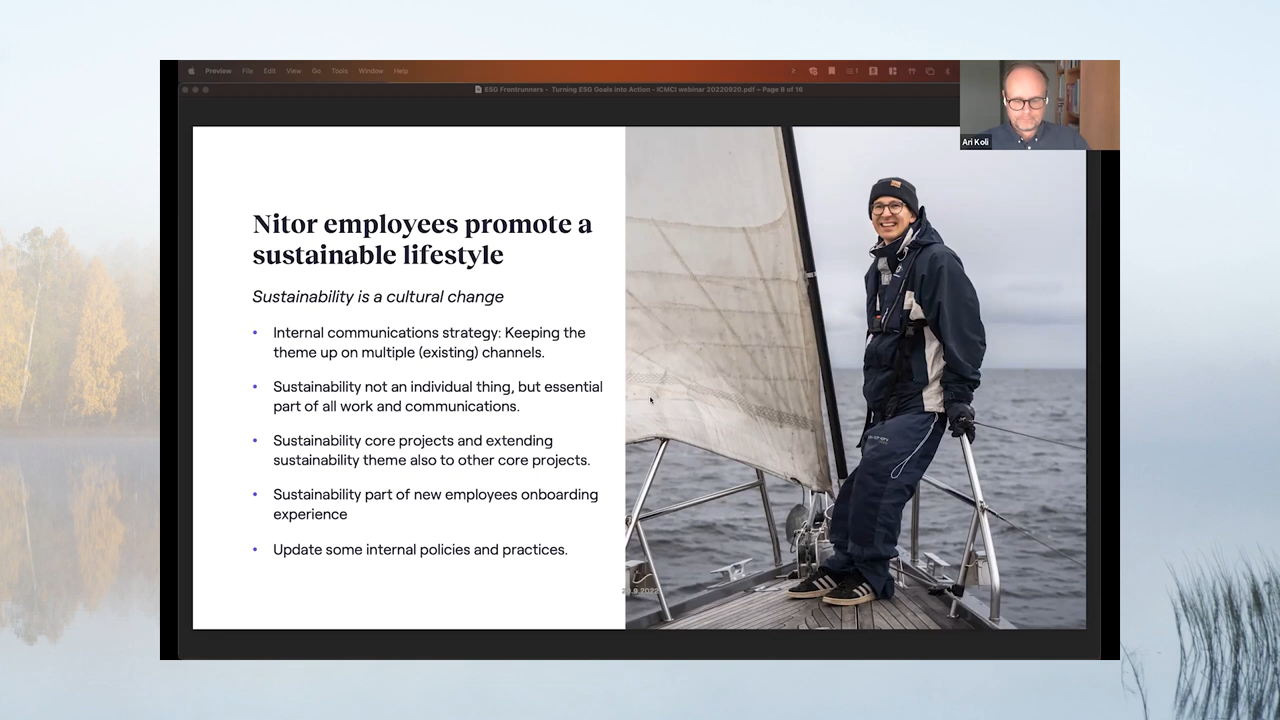 Preview File Edit View Go Tools Window Help
ESG Frontrunners - Turning ESG Goals into Action - ICMCI webinar 20220920.pdf – Page 8 of 16
Ari Koli
Nitor employees promote a
sustainable lifestyle
Sustainability is a cultural change
• Internal communications strategy: Keeping the
theme up on multiple (existing) channels.
• Sustainability not an individual thing, but essential
part of all work and communications.
• Sustainability core projects and extending
sustainability theme also to other core projects.
• Sustainability part of new employees onboarding
experience
• Update some internal policies and practices.